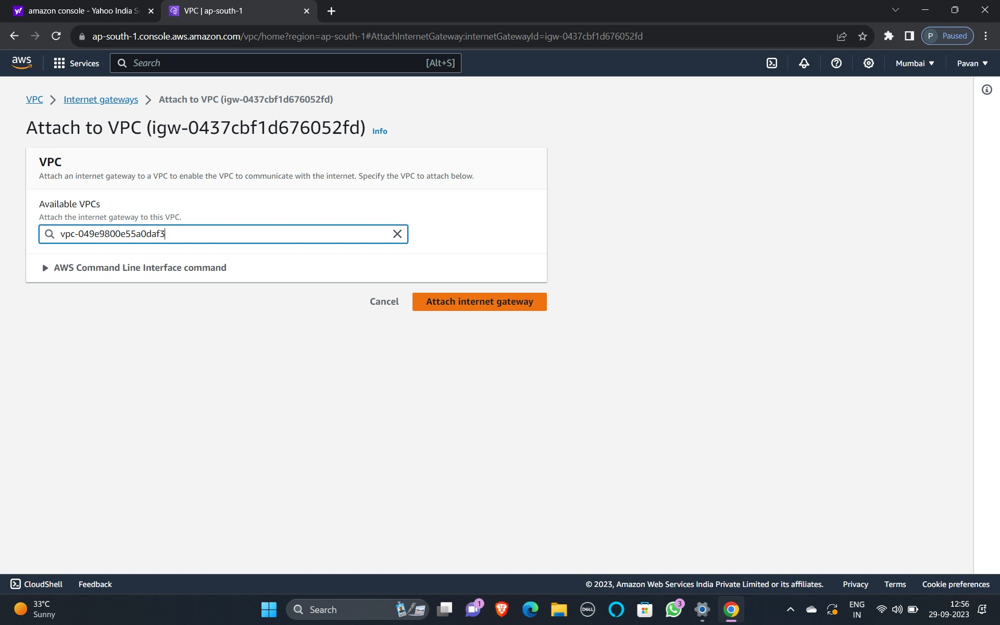 amazon console - Yahoo India S
VPC | ap-south-1
ap-south-1.console.aws.amazon.com/vpc/home?region=ap-south-1#AttachInternetGateway:internetGatewayId=igw-0437cbf1d676052fd
P Paused
aws
Services
Search [Alt+S]
Mumbai
Pavan
VPC
Internet gateways
Attach to VPC (igw-0437cbf1d676052fd)
Attach to VPC (igw-0437cbf1d676052fd) Info
VPC
Attach an internet gateway to a VPC to enable the VPC to communicate with the internet. Specify the VPC to attach below.
Available VPCs
Attach the internet gateway to this VPC.
vpc-049e9800e55a0daf3
AWS Command Line Interface command
Cancel
Attach internet gateway
CloudShell
Feedback
© 2023, Amazon Web Services India Private Limited or its affiliates.
Privacy
Terms
Cookie preferences
33°C
Sunny
Search
1
DELL
3
ENG
IN
12:56
29-09-2023